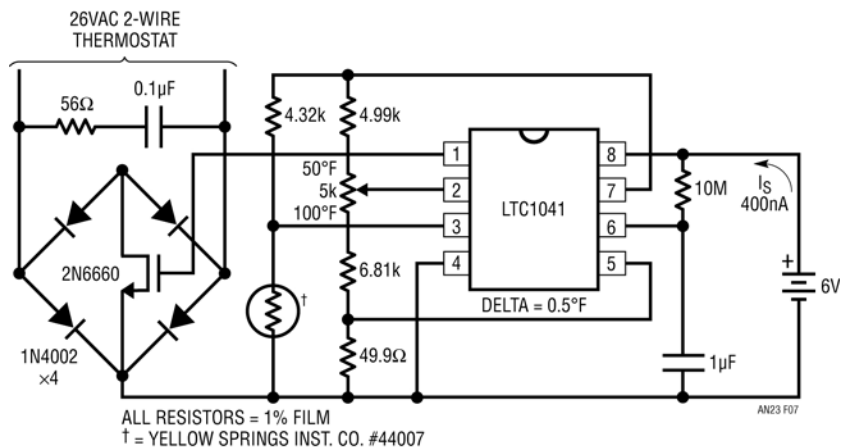 26VAC 2-WIRE
THERMOSTAT
56Ω
0.1µF
4.32k
4.99k
50°F
5k
100°F
6.81k
49.9Ω
†
2N6660
1N4002
×4
1
2
3
4
8
7
6
5
LTC1041
DELTA = 0.5°F
10M
IS
400nA
+
6V
1µF
AN23 F07
ALL RESISTORS = 1% FILM
† = YELLOW SPRINGS INST. CO. #44007